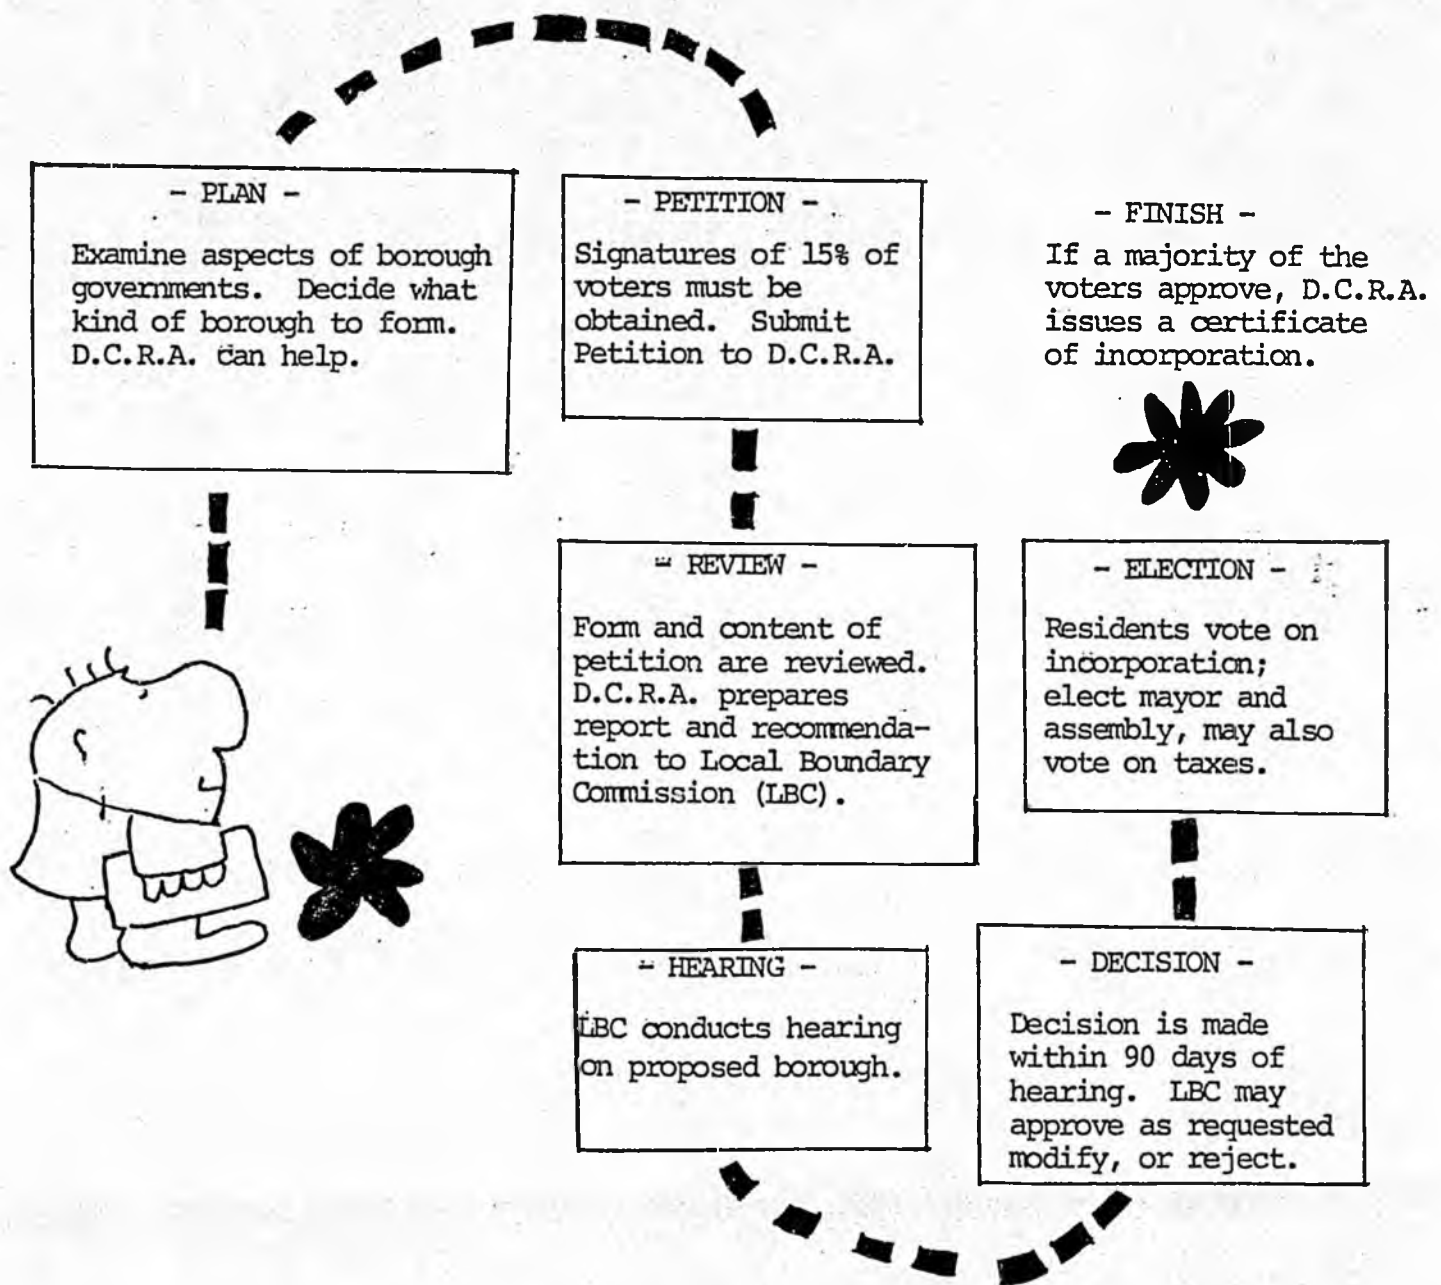 - PLAN -
Examine aspects of borough
governments. Decide what
kind of borough to form.
D.C.R.A. can help.
- PETITION -
Signatures of 15% of
voters must be
obtained. Submit
Petition to D.C.R.A.
- REVIEW -
Form and content of
petition are reviewed.
D.C.R.A. prepares
report and recommenda-
tion to Local Boundary
Commission (LBC).
- HEARING -
LBC conducts hearing
on proposed borough.
- DECISION -
Decision is made
within 90 days of
hearing. LBC may
approve as requested
modify, or reject.
- ELECTION -
Residents vote on
incorporation;
elect mayor and
assembly, may also
vote on taxes.
- FINISH -
If a majority of the
voters approve, D.C.R.A.
issues a certificate
of incorporation.